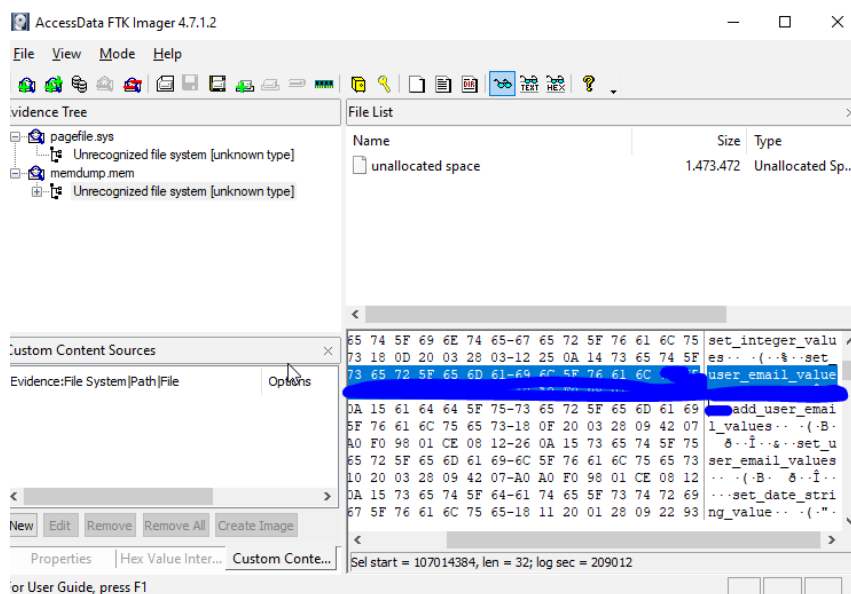 AccessData FTK Imager 4.7.1.2
File View Mode Help
TEXT HEX
vidence Tree
pagefile.sys
Unrecognized file system [unknown type]
memdump.mem
Unrecognized file system [unknown type]
File List
Name Size Type
unallocated space 1.473.472 Unallocated Sp..
Custom Content Sources
Evidence:File System|Path|File Options
New Edit Remove Remove All Create Image
Properties Hex Value Inter... Custom Conte...
65 74 5F 69 6E 74 65-67 65 72 5F 76 61 6C 75 set_integer_valu
73 18 0D 20 03 28 03-12 25 0A 14 73 65 74 5F es·· ·(··%··set_
73 65 72 5F 65 6D 61-69 6C 5F 76 61 6C user_email_value
0A 15 61 64 64 5F 75-73 65 72 5F 65 6D 61 69 add_user_emai
5F 76 61 6C 75 65 73-18 0F 20 03 28 09 42 07 l_values·· ·(·B·
A0 F0 98 01 CE 08 12-26 0A 15 73 65 74 5F 75 ð··Î··&··set_u
65 72 5F 65 6D 61 69-6C 5F 76 61 6C 75 65 73 ser_email_values
10 20 03 28 09 42 07-A0 A0 F0 98 01 CE 08 12 ·· ·(·B· ð··Î··
0A 15 73 65 74 5F 64-61 74 65 5F 73 74 72 69 ···set_date_stri
67 5F 76 61 6C 75 65-18 11 20 01 28 09 22 93 ng_value·· ·(·"·
Sel start = 107014384, len = 32; log sec = 209012
or User Guide, press F1